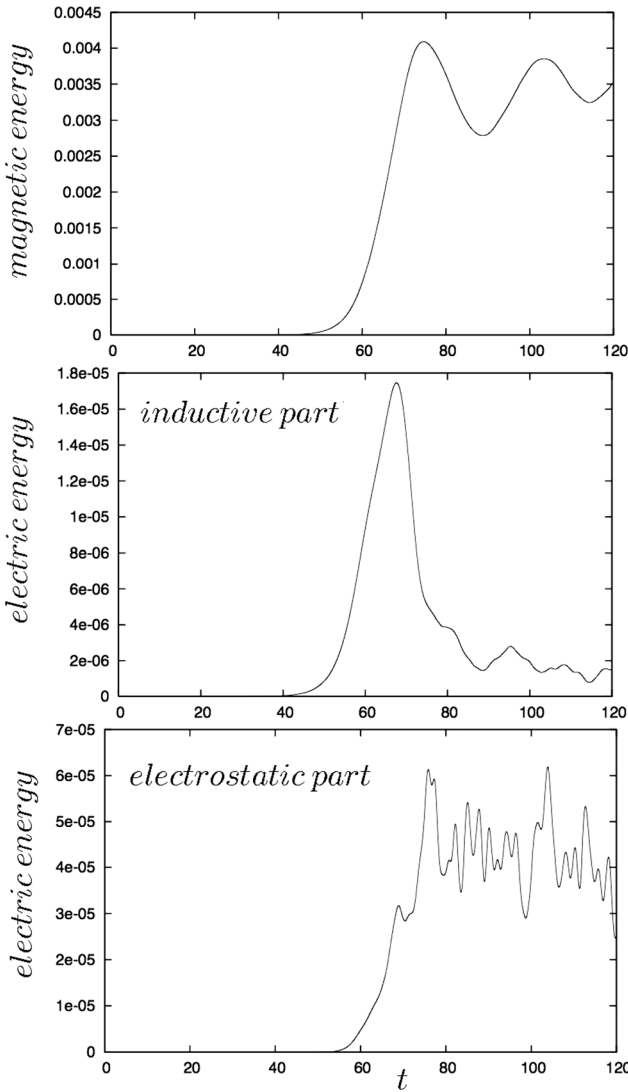 0.0045
0.004
0.0035
0.003
0.0025
0.002
0.0015
0.001
0.0005
0
magnetic energy
0 20 40 60 80 100 120
1.8e-05
1.6e-05
1.4e-05
1.2e-05
1e-05
8e-06
6e-06
4e-06
2e-06
0
electric energy
inductive part
0 20 40 60 80 100 120
7e-05
6e-05
5e-05
4e-05
3e-05
2e-05
1e-05
0
electric energy
electrostatic part
0 20 40 60 80 100 120
t